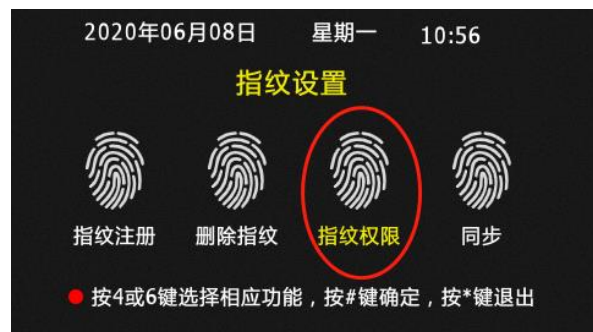 2020年06月08日 星期一 10:56
指纹设置
指纹注册 删除指纹 指纹权限 同步
按4或6键选择相应功能，按#键确定，按*键退出